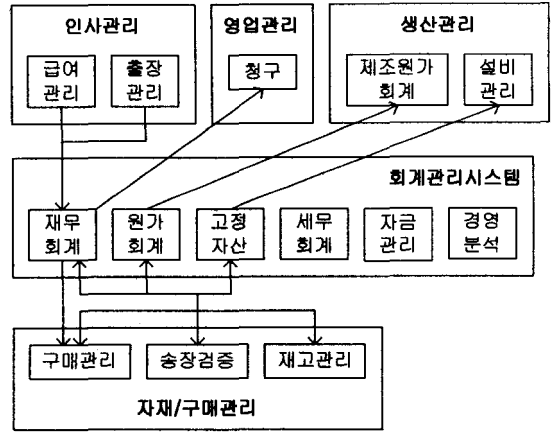 인사관리
영업관리
생산관리
급여
관리
출장
관리
청구
제조원가
회계
설비
관리
회계관리시스템
재무
회계
원가
회계
고정
자산
세무
회계
자금
관리
경영
분석
구매관리
송장검증
재고관리
자재/구매관리